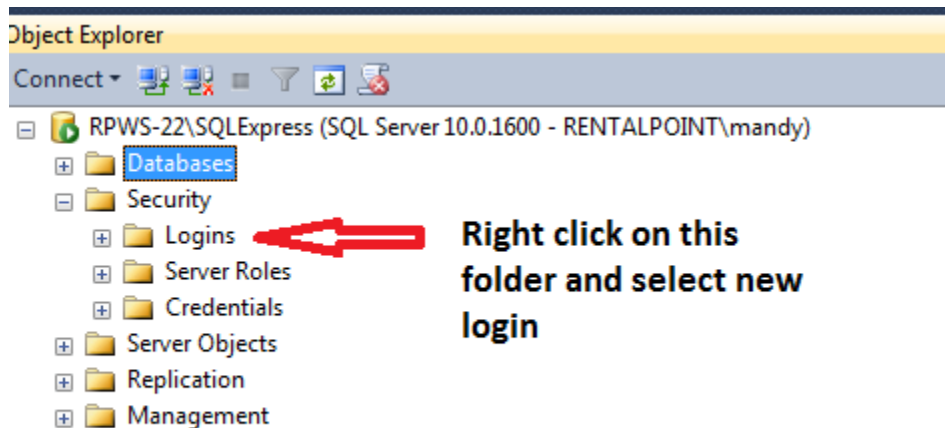 Object Explorer
Connect
RPWS-22\SQLExpress (SQL Server 10.0.1600 - RENTALPOINT\mandy)
Databases
Security
Logins
Server Roles
Credentials
Server Objects
Replication
Management
Right click on this
folder and select new
login